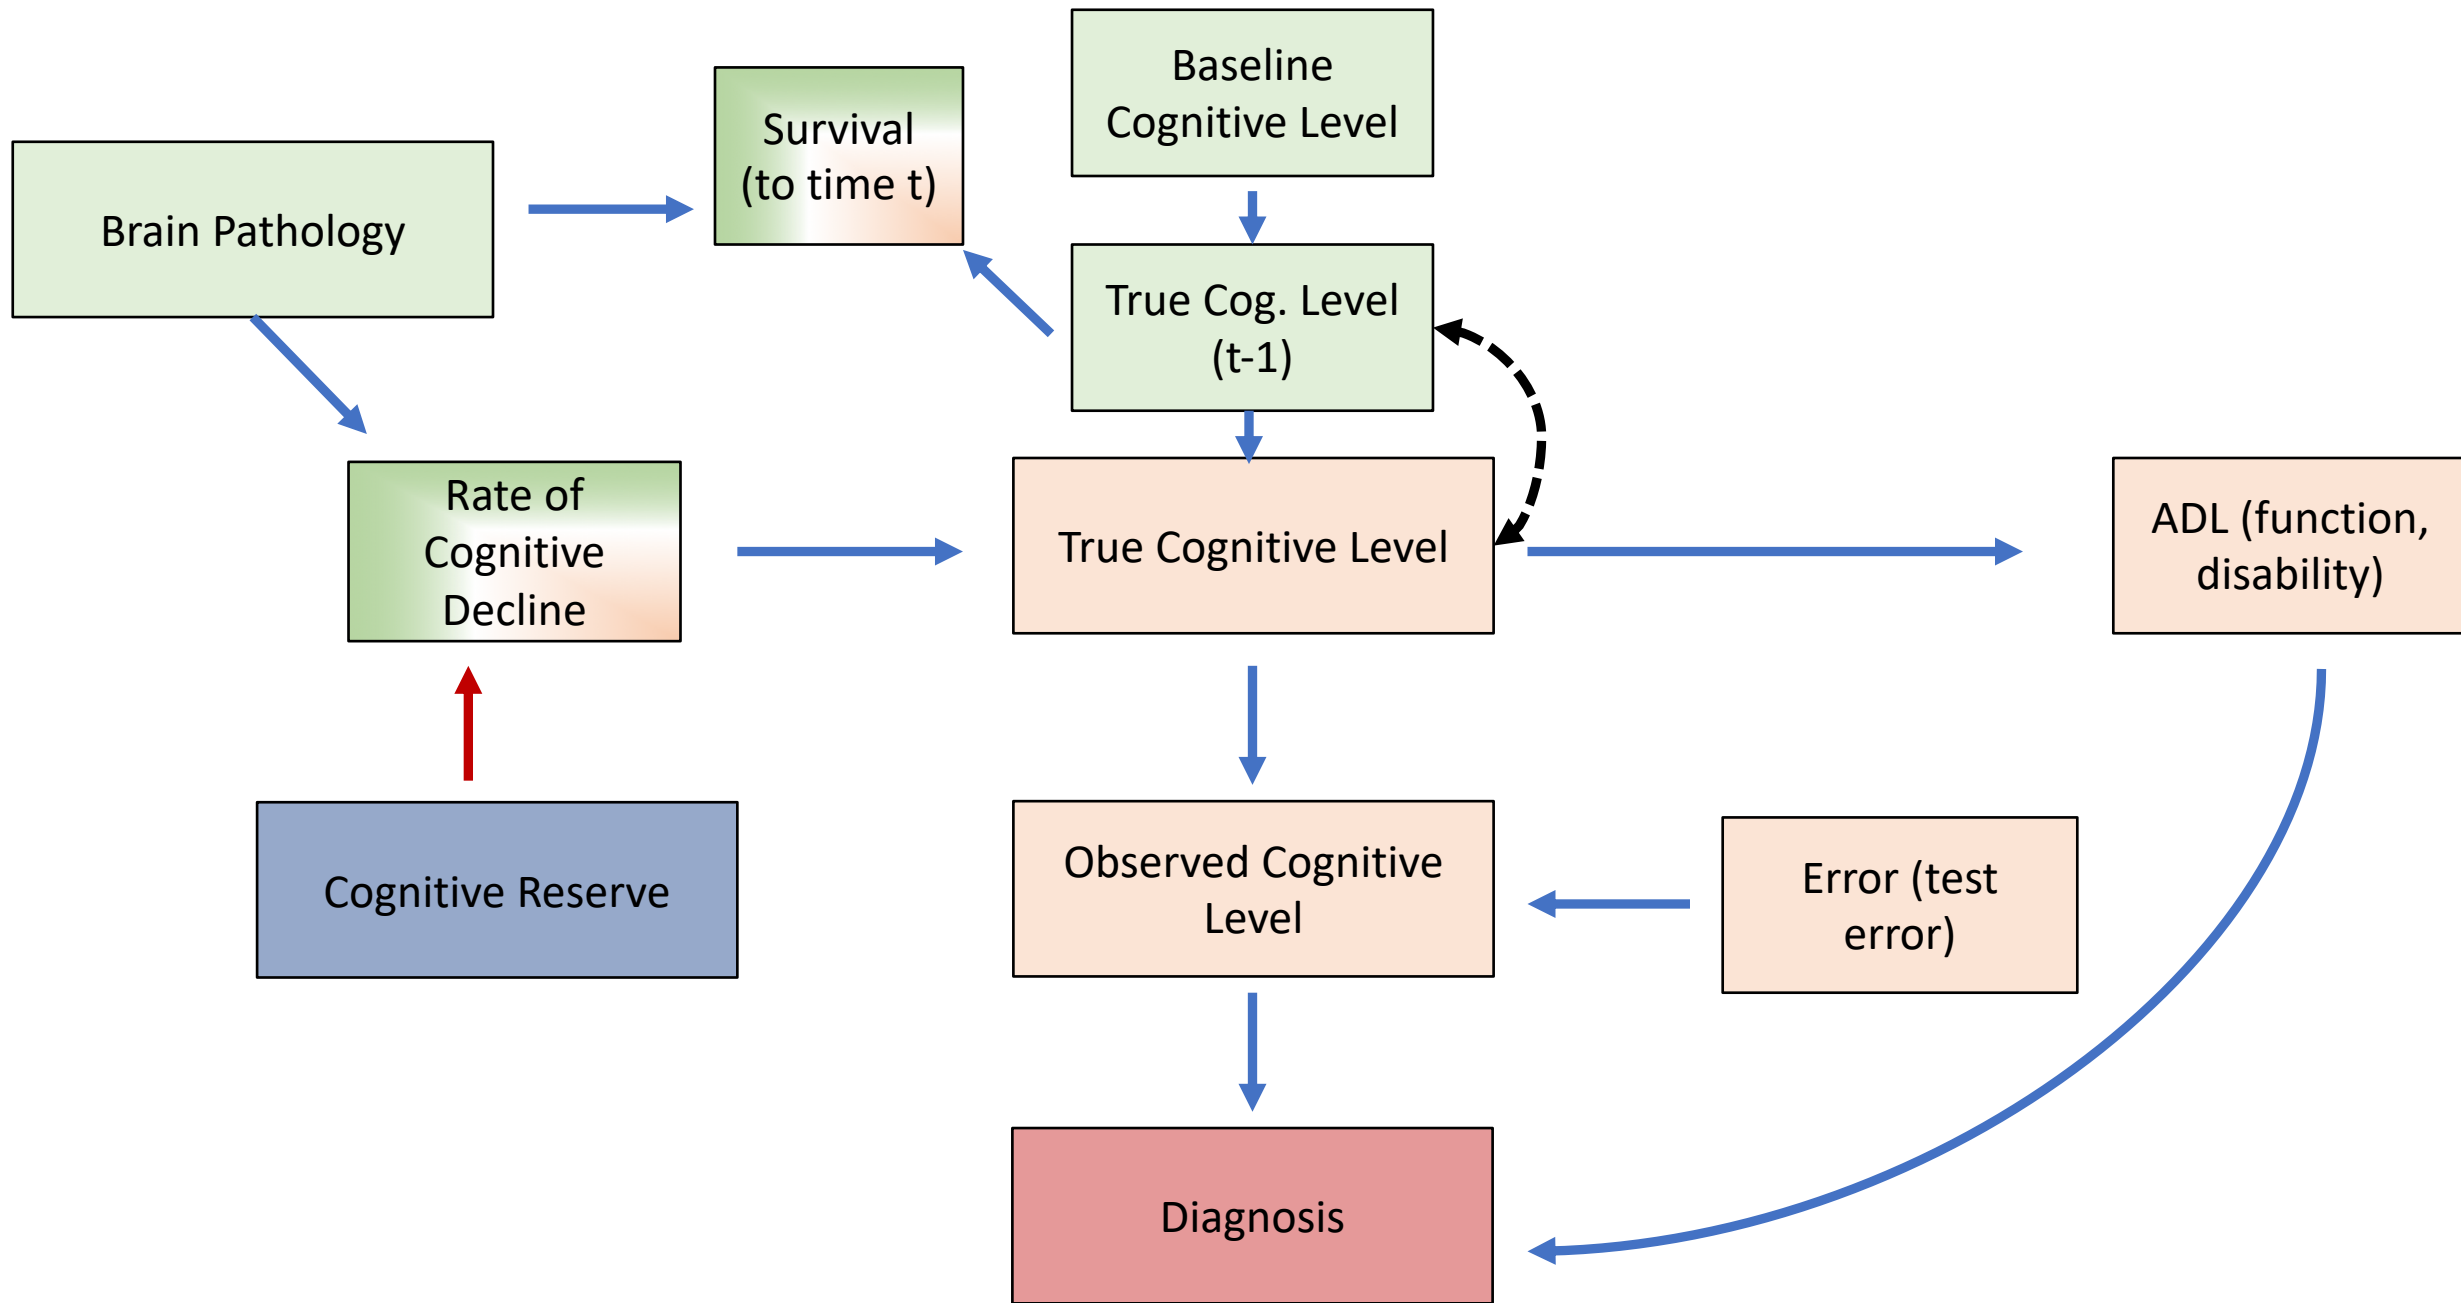 Baseline
Cognitive Level
Survival
(to time t)
Brain Pathology
True Cog. Level
(t-1)
Rate of
Cognitive
Decline
True Cognitive Level
ADL (function,
disability)
Cognitive Reserve
Observed Cognitive
Level
Error (test
error)
Diagnosis